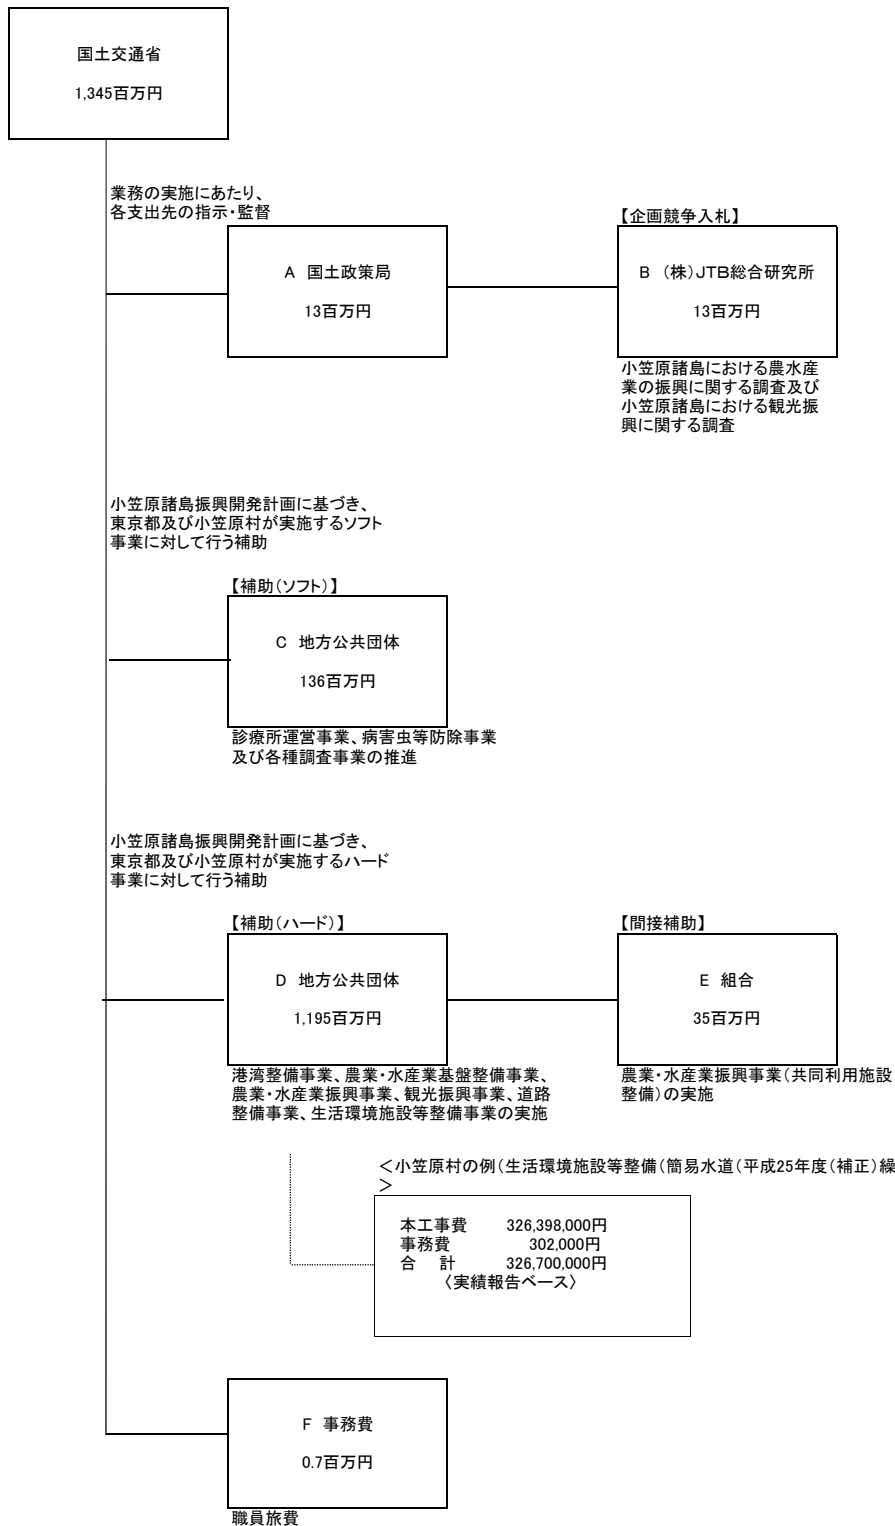 国土交通省
1,345百万円
業務の実施にあたり、
各支出先の指示・監督
【企画競争入札】
A 国土政策局
13百万円
B (株)JTB総合研究所
13百万円
小笠原諸島における農水産
業の振興に関する調査及び
小笠原諸島における観光振
興に関する調査
小笠原諸島振興開発計画に基づき、
東京都及び小笠原村が実施するソフト
事業に対して行う補助
【補助(ソフト)】
C 地方公共団体
136百万円
診療所運営事業、病害虫等防除事業
及び各種調査事業の推進
小笠原諸島振興開発計画に基づき、
東京都及び小笠原村が実施するハード
事業に対して行う補助
【補助(ハード)】
D 地方公共団体
1,195百万円
港湾整備事業、農業・水産業基盤整備事業、
農業・水産業振興事業、観光振興事業、道路
整備事業、生活環境施設等整備事業の実施
【間接補助】
E 組合
35百万円
農業・水産業振興事業(共同利用施設
整備)の実施
<小笠原村の例(生活環境施設等整備(簡易水道(平成25年度(補正)繰
>
本工事費 326,398,000円
事務費 302,000円
合 計 326,700,000円
〈実績報告ベース〉
F 事務費
0.7百万円
職員旅費